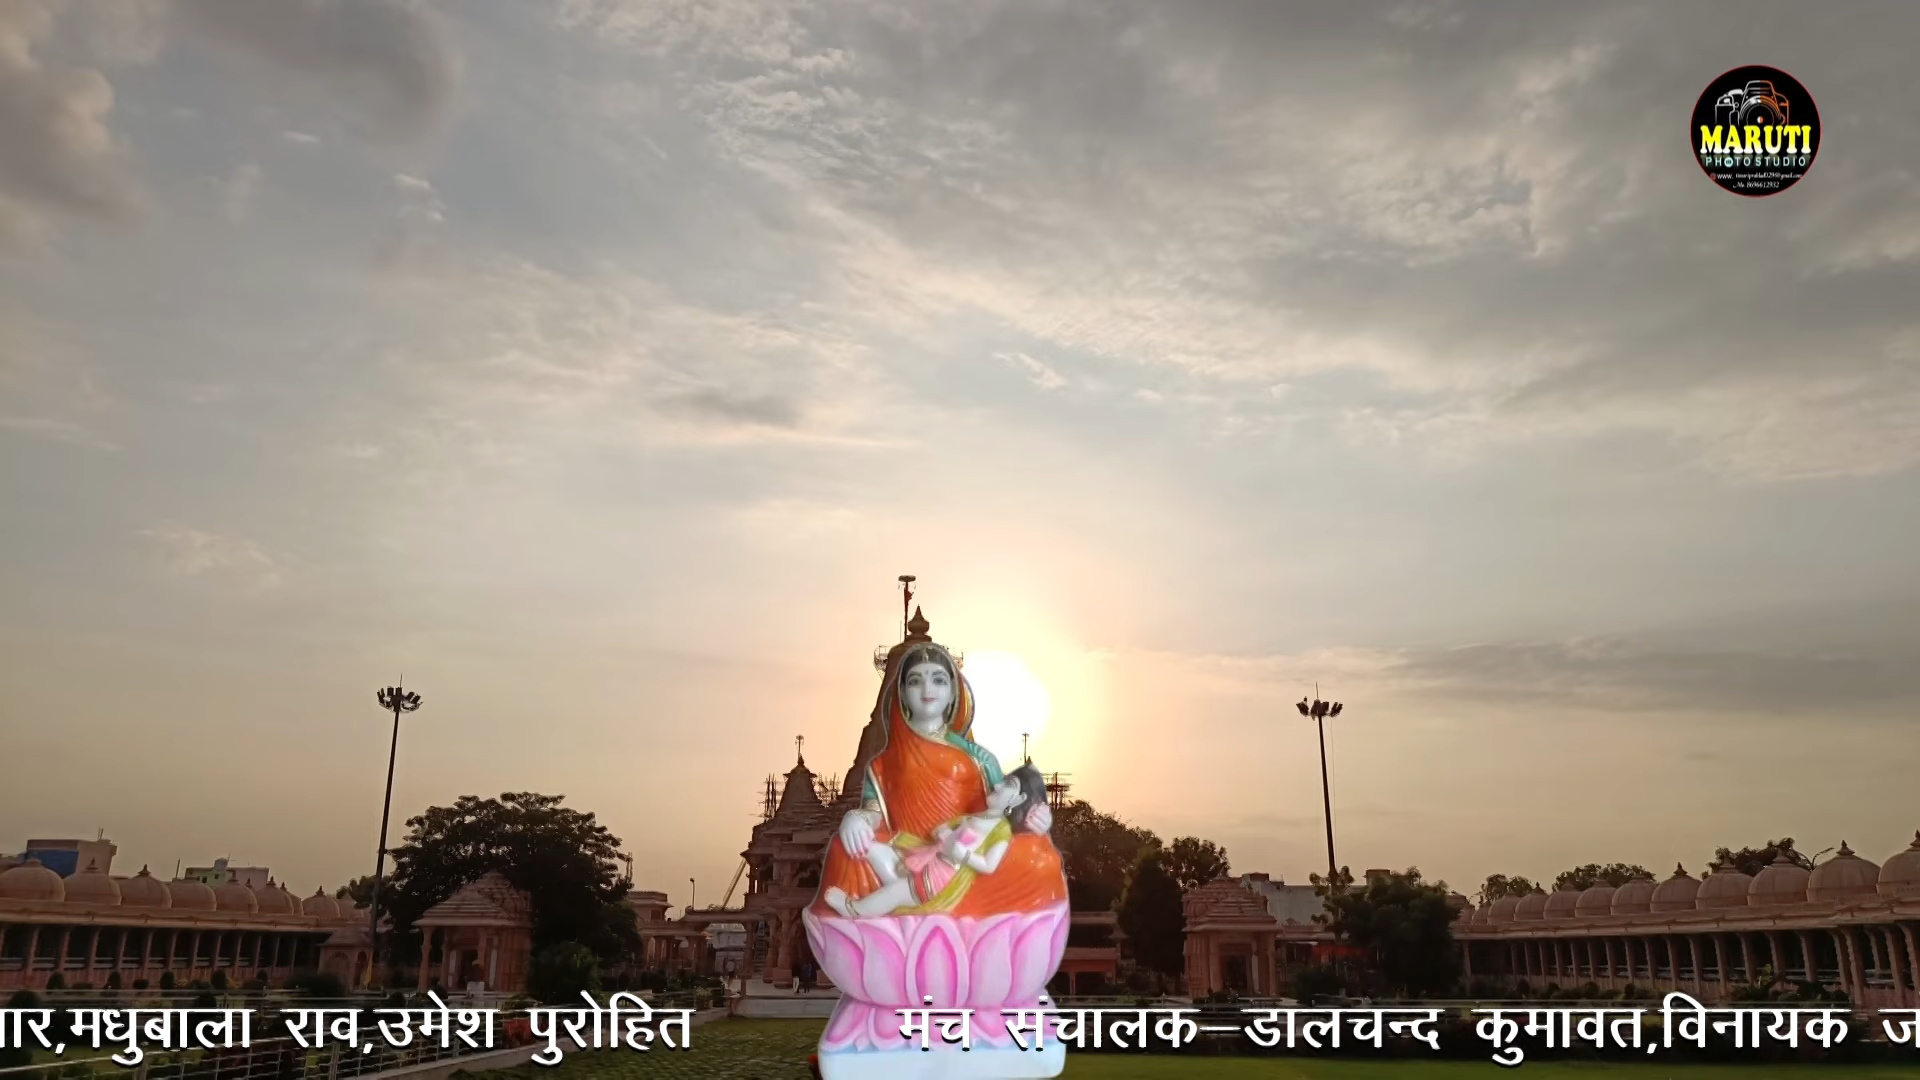 MARUTI
PHOTO STUDIO
ार,मधुबाला राव,उमेश पुरोहित मंच संचालक–डालचन्द कुमावत,विनायक ज